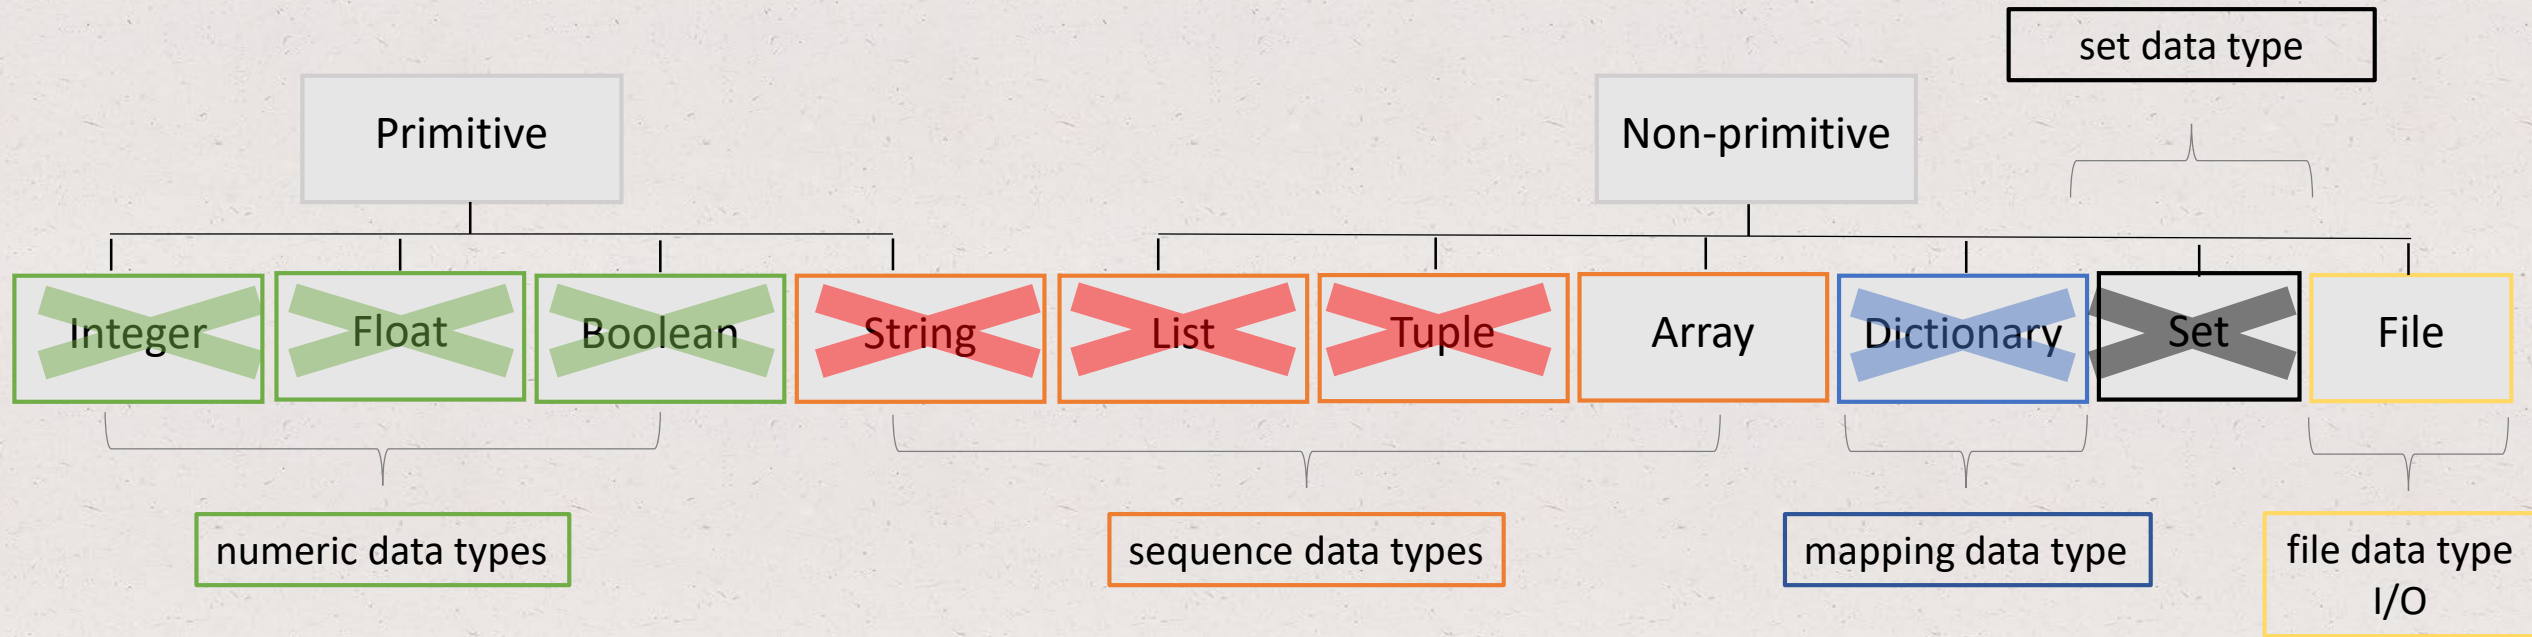 set data type
Primitive
Non-primitive
Integer
Float
Boolean
String
List
Tuple
Array
Dictionary
Set
File
numeric data types
sequence data types
mapping data type
file data type
I/O